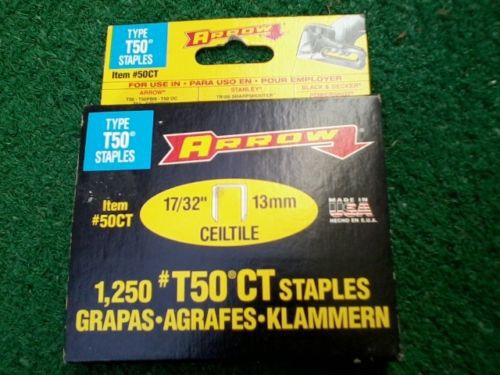 TYPE
T50®
STAPLES
ARROW
Item #50CT
FOR USE IN • PARA USO EN • POUR EMPLOYER
ARROW® STANLEY® BLACK & DECKER®
TYPE
T50®
STAPLES
ARROW
Item
#50CT
17/32" 13mm
CEILTILE
MADE IN
USA
HECHO EN E.U.A.
1,250 #T50®CT STAPLES
GRAPAS•AGRAFES•KLAMMERN